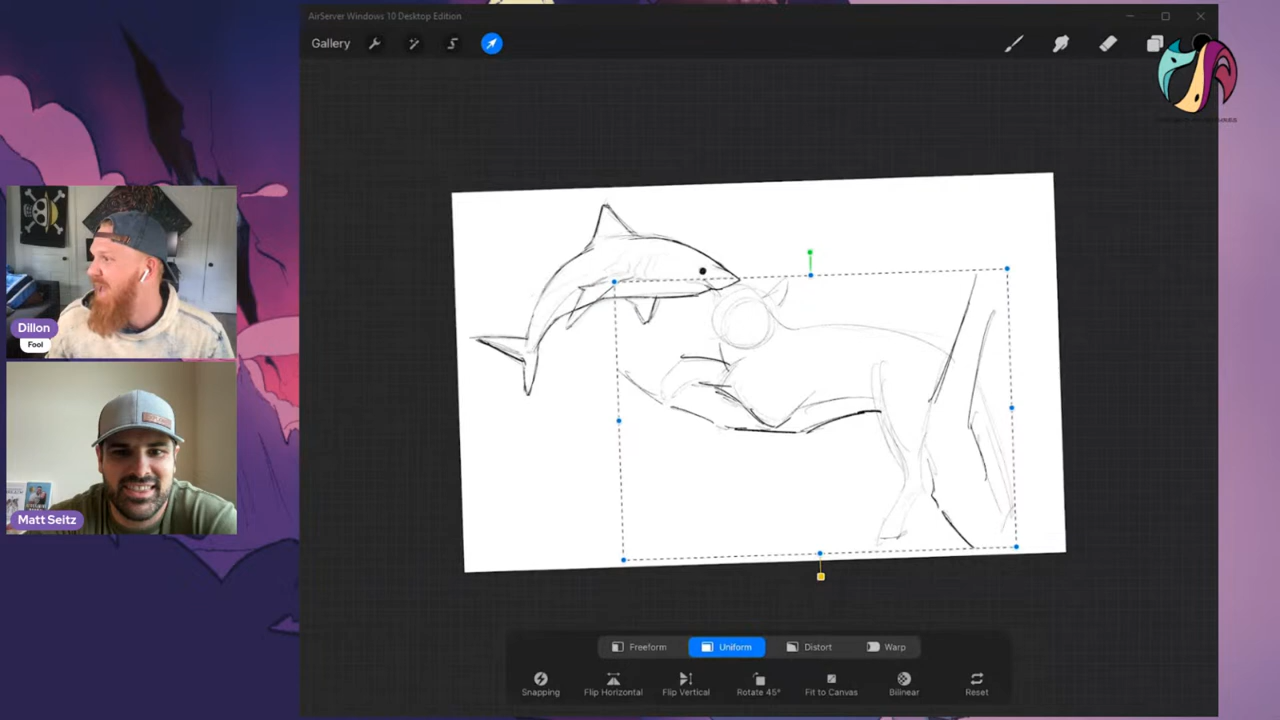 AirServer Windows 10 Desktop Edition
Gallery
Dillon
Fool
Matt Seitz
Freeform
Uniform
Distort
Warp
Snapping
Flip Horizontal
Flip Vertical
Rotate 45°
Fit to Canvas
Bilinear
Reset